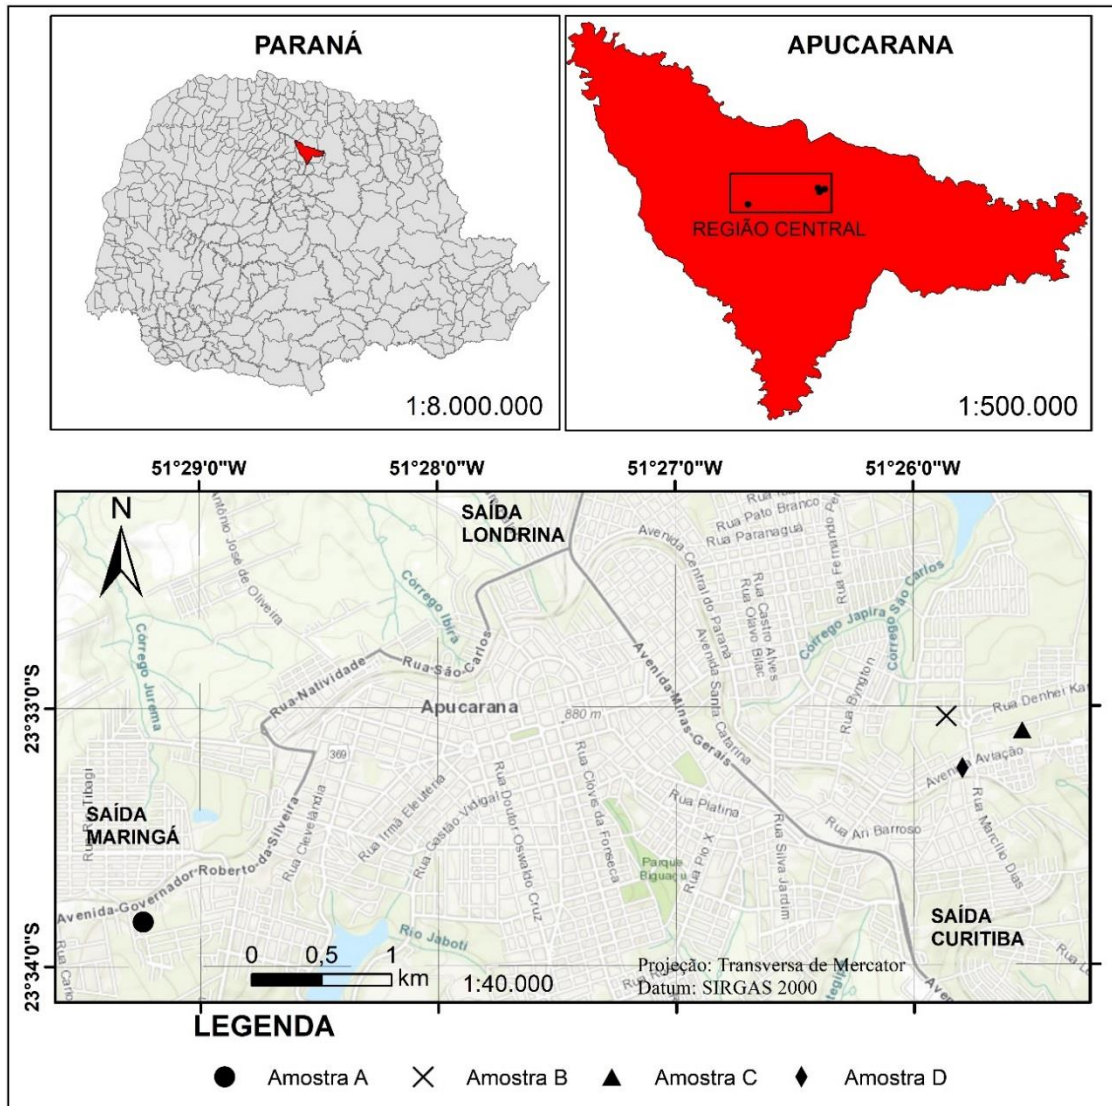 PARANÁ
1:8.000.000
APUCARANA
REGIÃO CENTRAL
1:500.000
51°29'0"W
51°28'0"W
51°27'0"W
51°26'0"W
23°33'0"S
23°34'0"S
N
SAÍDA
LONDRINA
SAÍDA
MARINGÁ
SAÍDA
CURITIBA
Antônio José de Oliveira
Córrego Ibirá
Córrego Jurema
Rua Natividade
Rua São Carlos
Apucarana
880 m
369
Avenida Central do Paraná
Rua Pato Branco
Rua Paranaguá
Rua Castro Alves
Rua Olavo Bilac
Avenida Santa Catarina
Avenida Minas Gerais
Córrego Japira
Córrego São Carlos
Rua Byington
Rua Denhei Kan
Avenida Aviação
Rua Marcílio Dias
Rua Ari Barroso
Rua Silva Jardim
Rua Platina
Rua Pio X
Parque
Biguaçu
Rua Clóvis da Fonseca
Rua Doutor Oswaldo Cruz
Rua Gastão Vidigal
Rua Irmã Eleutéria
Rua Clevelândia
Avenida Governador Roberto da Silveira
Rio Jaboti
0 0,5 1
km
1:40.000
Projeção: Transversa de Mercator
Datum: SIRGAS 2000
LEGENDA
Amostra A Amostra B Amostra C Amostra D